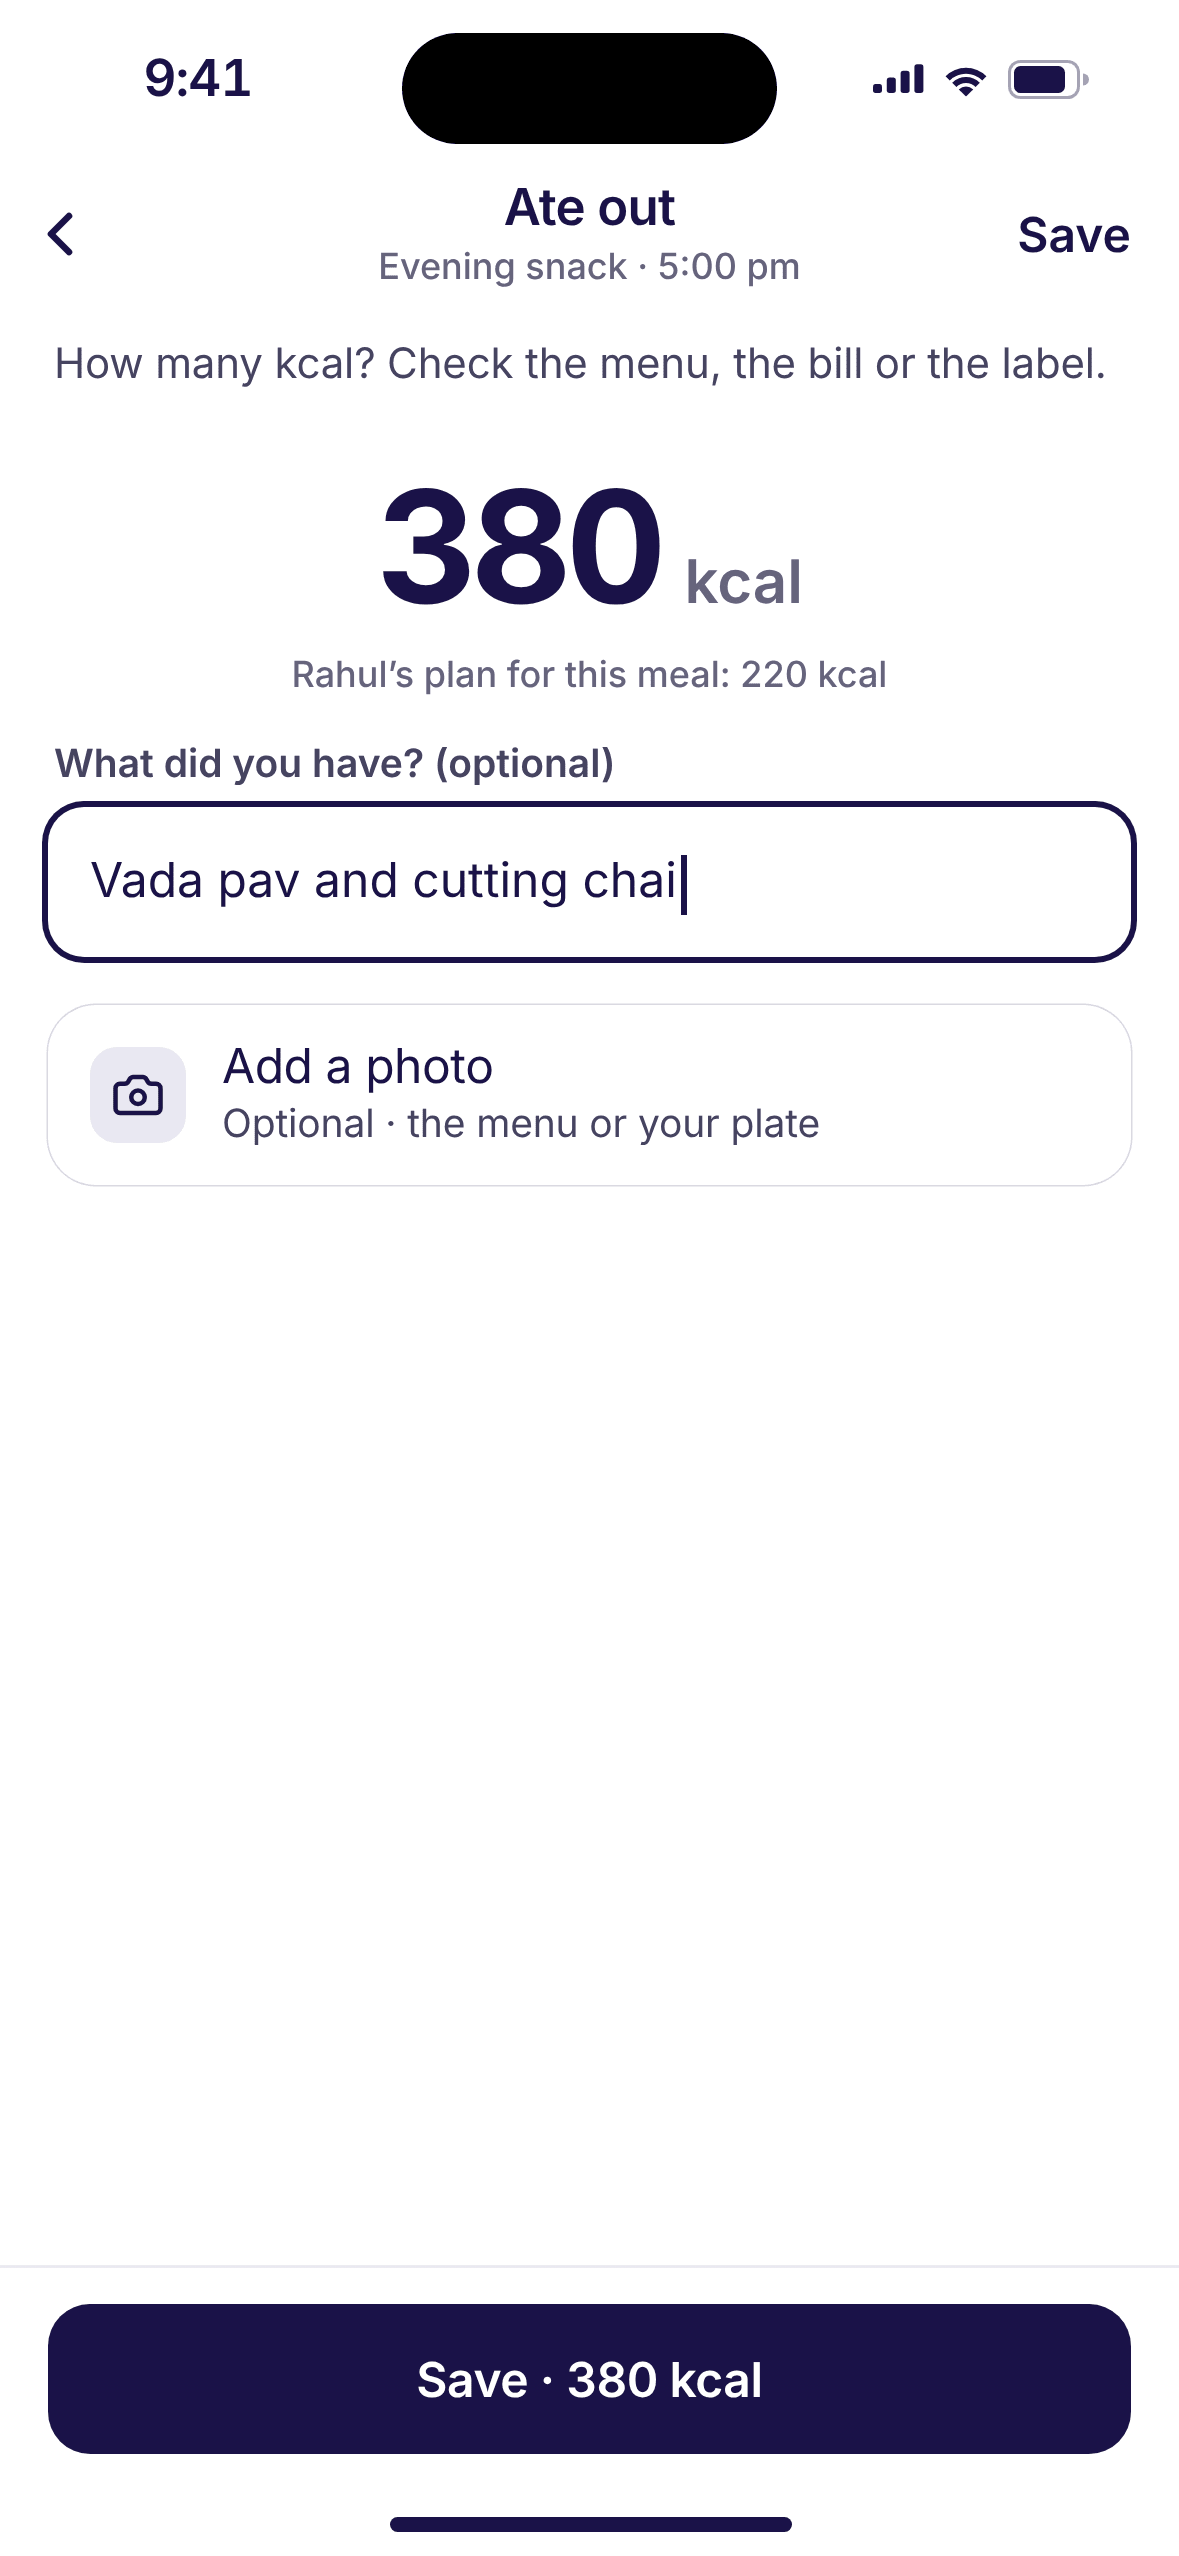 9:41
Ate out
Evening snack · 5:00 pm
Save
How many kcal? Check the menu, the bill or the label.
380 kcal
Rahul’s plan for this meal: 220 kcal
What did you have? (optional)
Vada pav and cutting chai
Add a photo
Optional · the menu or your plate
Save · 380 kcal